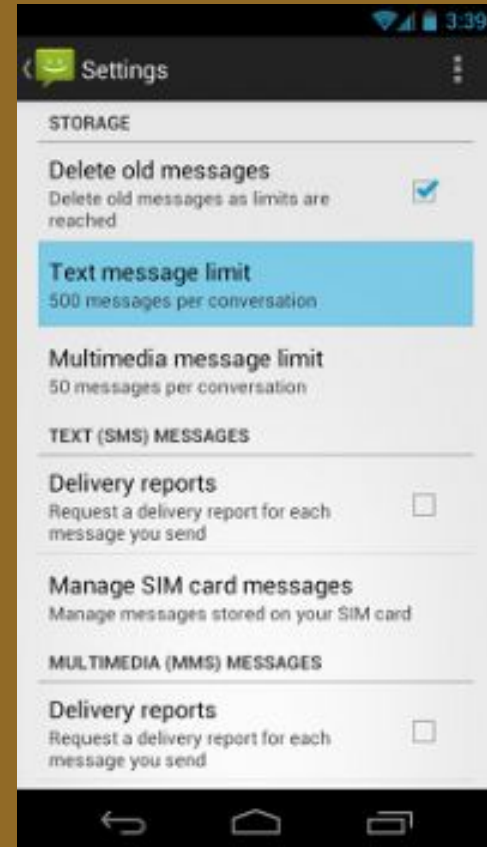 3:39
Settings
STORAGE
Delete old messages
Delete old messages as limits are
reached
Text message limit
500 messages per conversation
Multimedia message limit
50 messages per conversation
TEXT (SMS) MESSAGES
Delivery reports
Request a delivery report for each
message you send
Manage SIM card messages
Manage messages stored on your SIM card
MULTIMEDIA (MMS) MESSAGES
Delivery reports
Request a delivery report for each
message you send